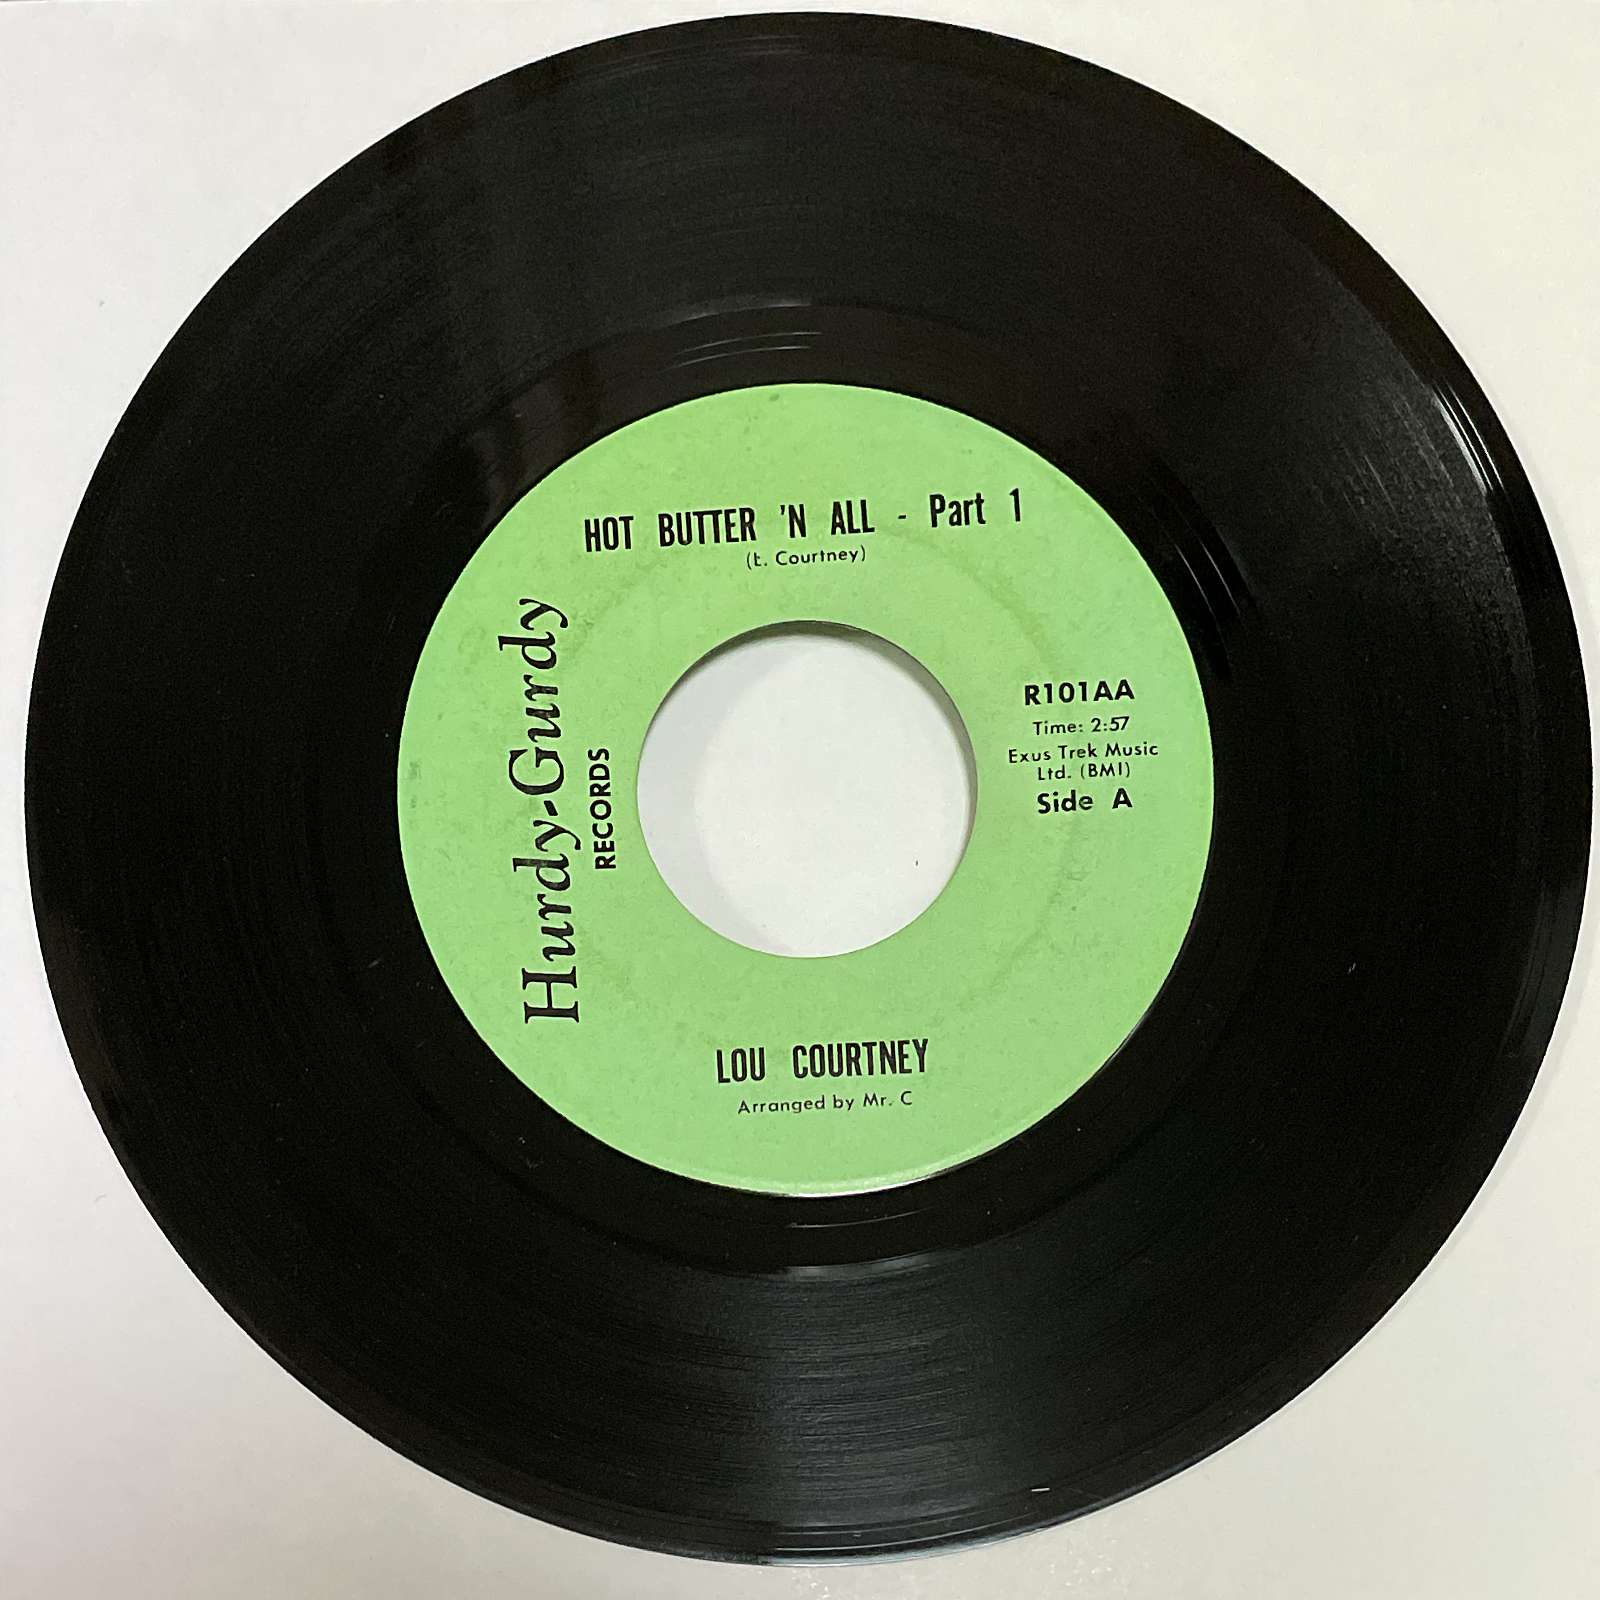 HOT BUTTER 'N ALL - Part 1
(L. Courtney)
Hurdy-Gurdy
RECORDS
R101AA
Time: 2:57
Exus Trek Music
Ltd. (BMI)
Side A
LOU COURTNEY
Arranged by Mr. C